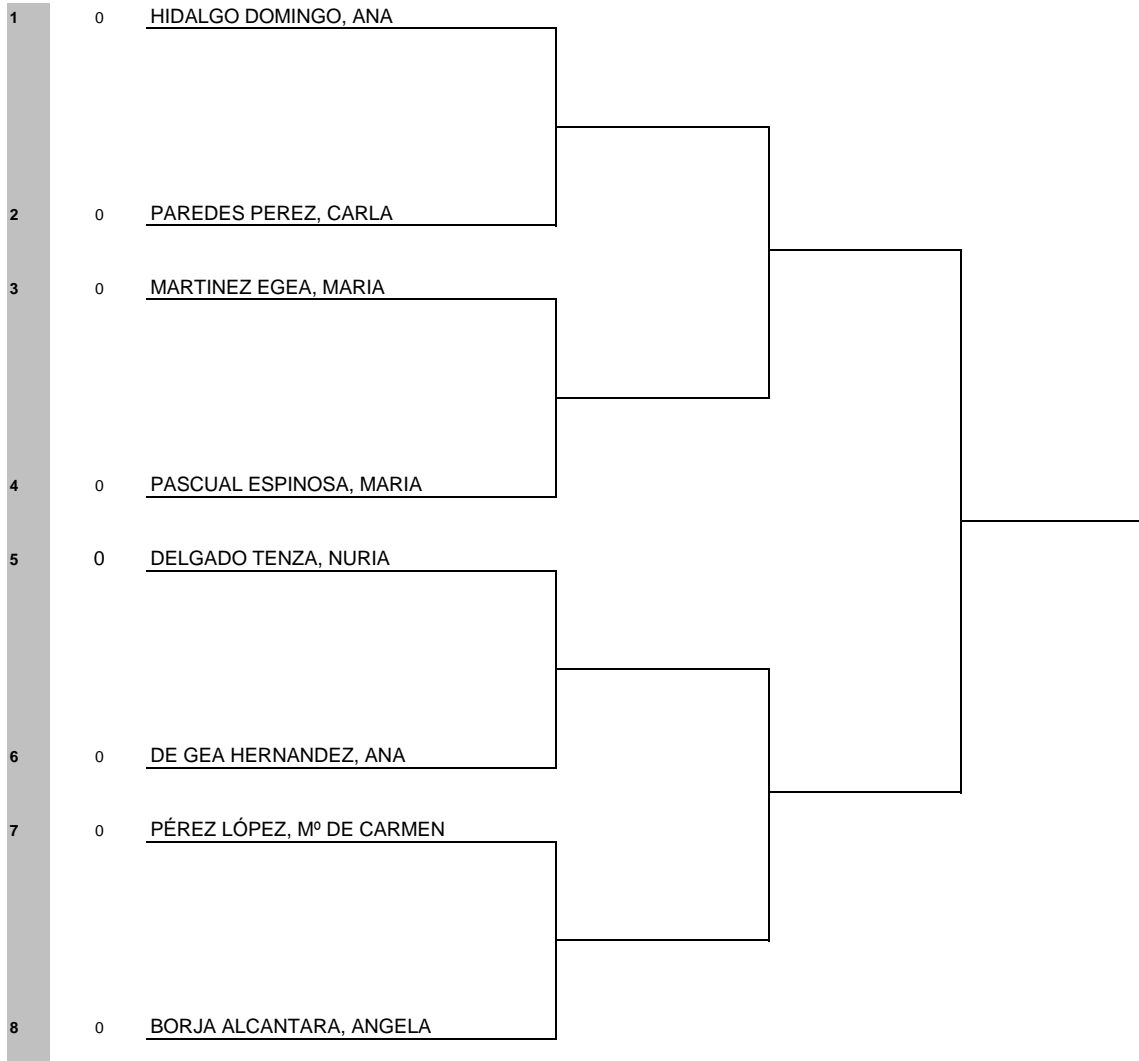 1 0 HIDALGO DOMINGO, ANA
2 0 PAREDES PEREZ, CARLA
3 0 MARTINEZ EGEA, MARIA
4 0 PASCUAL ESPINOSA, MARIA
5 0 DELGADO TENZA, NURIA
6 0 DE GEA HERNANDEZ, ANA
7 0 PÉREZ LÓPEZ, Mº DE CARMEN
8 0 BORJA ALCANTARA, ANGELA